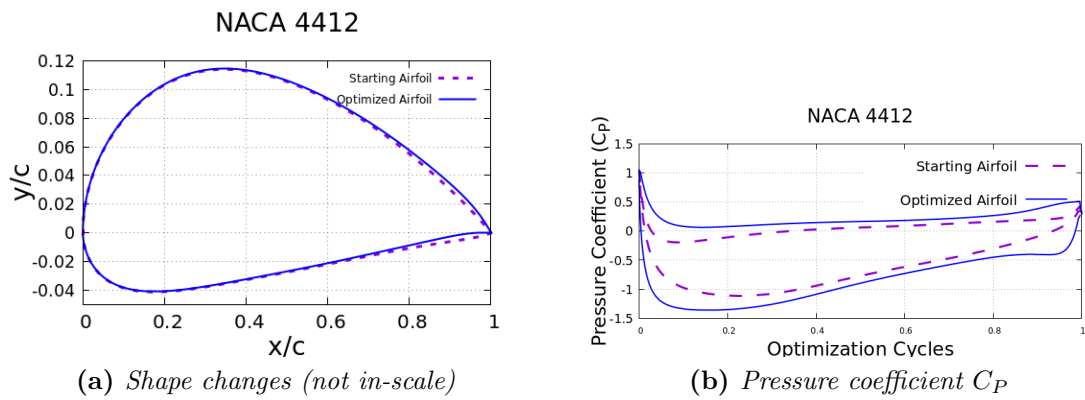 NACA 4412
0.12
0.1
0.08
0.06
0.04
0.02
0
-0.02
-0.04
y/c
Starting Airfoil
Optimized Airfoil
0 0.2 0.4 0.6 0.8 1
x/c
(a) Shape changes (not in-scale)
NACA 4412
1.5
1
0.5
0
-0.5
-1
-1.5
Pressure Coefficient (CP)
Starting Airfoil
Optimized Airfoil
0 0.2 0.4 0.6 0.8 1
Optimization Cycles
(b) Pressure coefficient CP